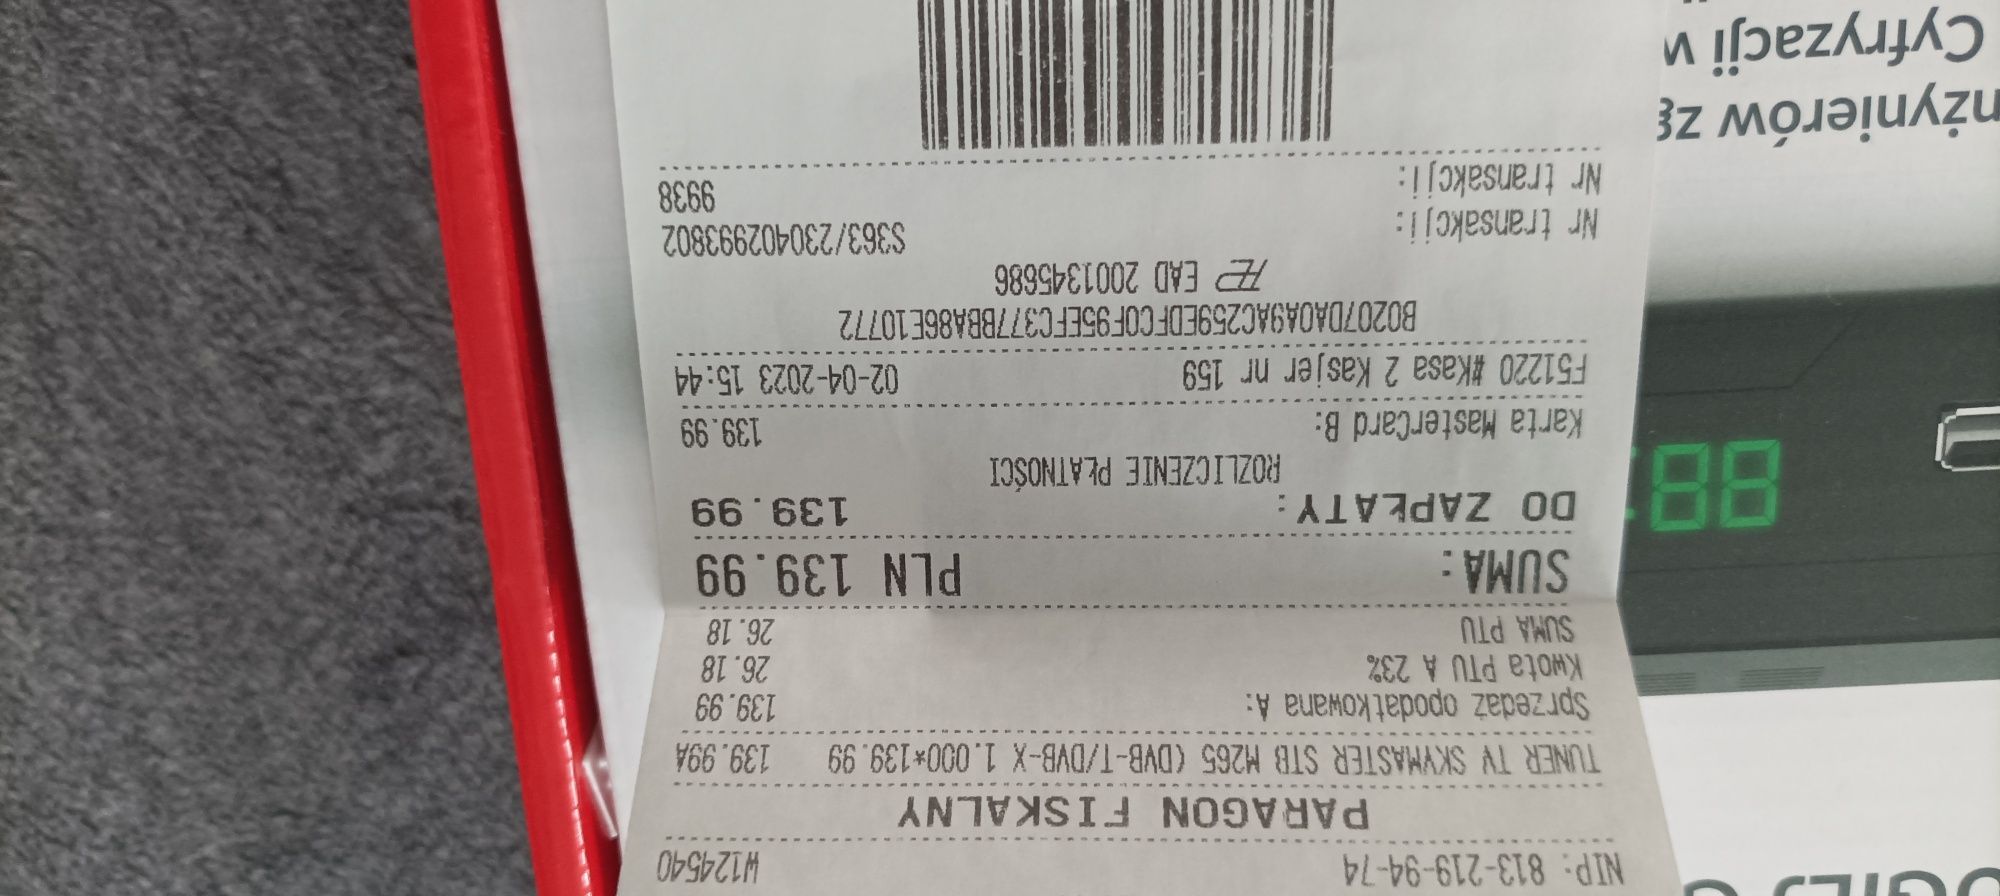 NIP: 813-219-94-74 W124540
PARAGON FISKALNY
TUNER TV SKYMASTER STB M265 (DVB-T/DVB-X 1.000*139.99 139.99A
Sprzedaż opodatkowana A: 139.99
Kwota PTU A 23% 26.18
SUMA PTU 26.18
SUMA: PLN 139.99
DO ZAPŁATY: 139.99
ROZLICZENIE PŁATNOŚCI
Karta MasterCard B: 139.99
F51220 #Kasa 2 Kasjer nr 159 02-04-2023 15:44
B0207DA0A9AC259EDFC0F95EFC377BBA86E10772
EAD 2001345686
Nr transakcji: S363/230402993802
Nr transakcji: 9938
88:
nżynierów
Cyfryzacji w